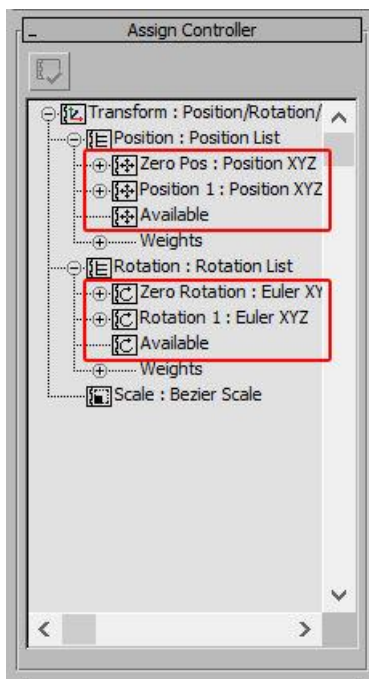 Assign Controller
Transform : Position/Rotation/
Position : Position List
Zero Pos : Position XYZ
Position 1 : Position XYZ
Available
Weights
Rotation : Rotation List
Zero Rotation : Euler XY
Rotation 1 : Euler XYZ
Available
Weights
Scale : Bezier Scale